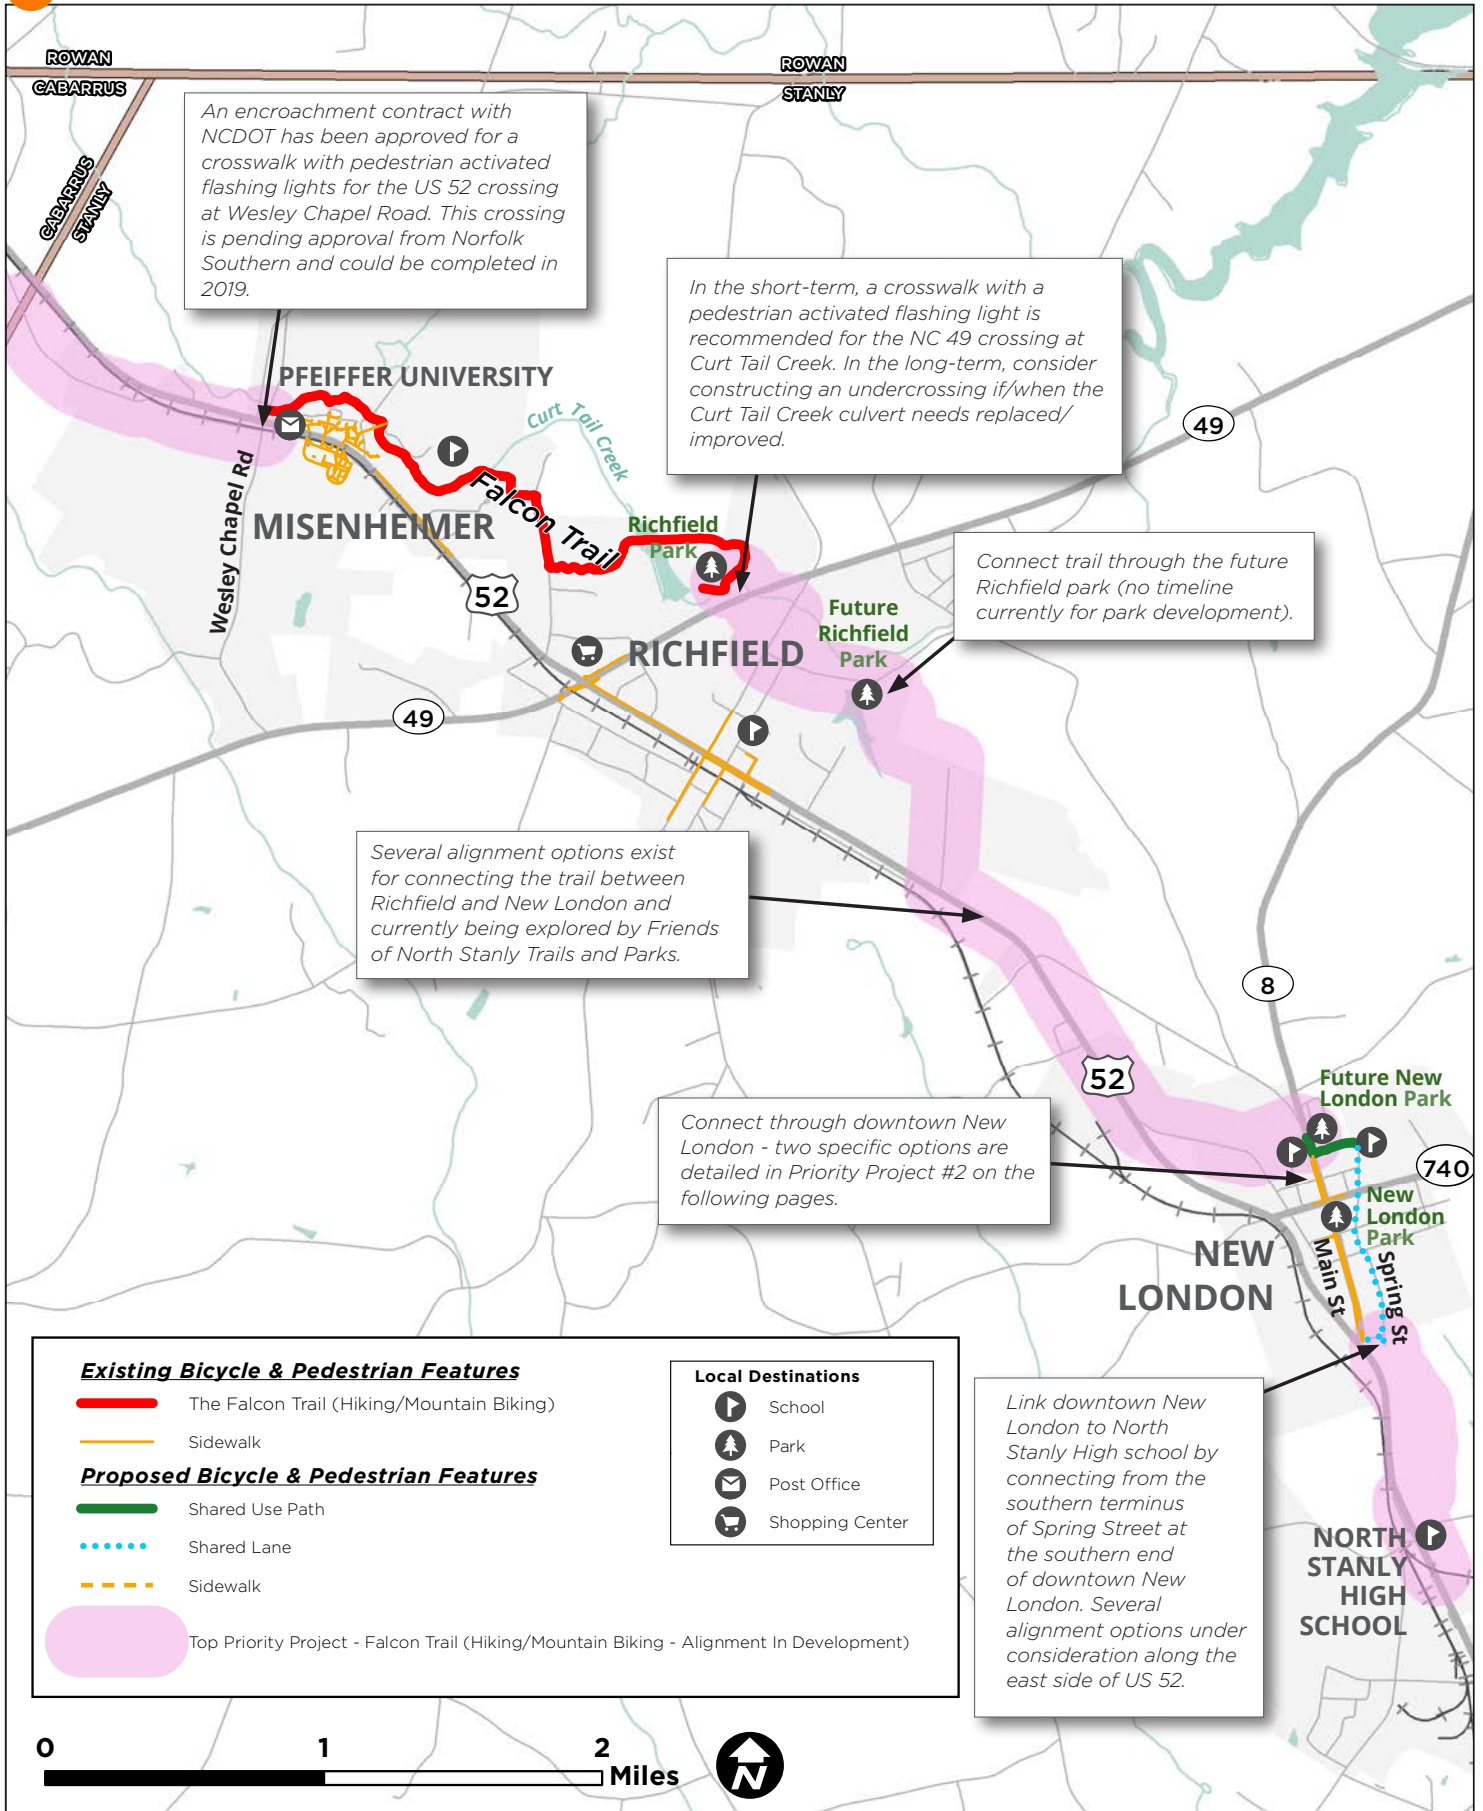 ROWAN
CABARRUS
ROWAN
STANLY
CABARRUS
STANLY
An encroachment contract with
NCDOT has been approved for a
crosswalk with pedestrian activated
flashing lights for the US 52 crossing
at Wesley Chapel Road. This crossing
is pending approval from Norfolk
Southern and could be completed in
2019.
In the short-term, a crosswalk with a
pedestrian activated flashing light is
recommended for the NC 49 crossing at
Curt Tail Creek. In the long-term, consider
constructing an undercrossing if/when the
Curt Tail Creek culvert needs replaced/
improved.
PFEIFFER UNIVERSITY
Curt Tail Creek
49
Wesley Chapel Rd
MISENHEIMER
Falcon Trail
Richfield
Park
52
Connect trail through the future
Richfield park (no timeline
currently for park development).
Future
Richfield
Park
RICHFIELD
49
Several alignment options exist
for connecting the trail between
Richfield and New London and
currently being explored by Friends
of North Stanly Trails and Parks.
8
52
Future New
London Park
Connect through downtown New
London - two specific options are
detailed in Priority Project #2 on the
following pages.
740
New
London
Park
NEW
LONDON
Main St
Spring St
Link downtown New
London to North
Stanly High school by
connecting from the
southern terminus
of Spring Street at
the southern end
of downtown New
London. Several
alignment options under
consideration along the
east side of US 52.
NORTH
STANLY
HIGH
SCHOOL
Existing Bicycle & Pedestrian Features
The Falcon Trail (Hiking/Mountain Biking)
Sidewalk
Proposed Bicycle & Pedestrian Features
Shared Use Path
Shared Lane
Sidewalk
Top Priority Project - Falcon Trail (Hiking/Mountain Biking - Alignment In Development)
Local Destinations
School
Park
Post Office
Shopping Center
0 1 2
Miles
N